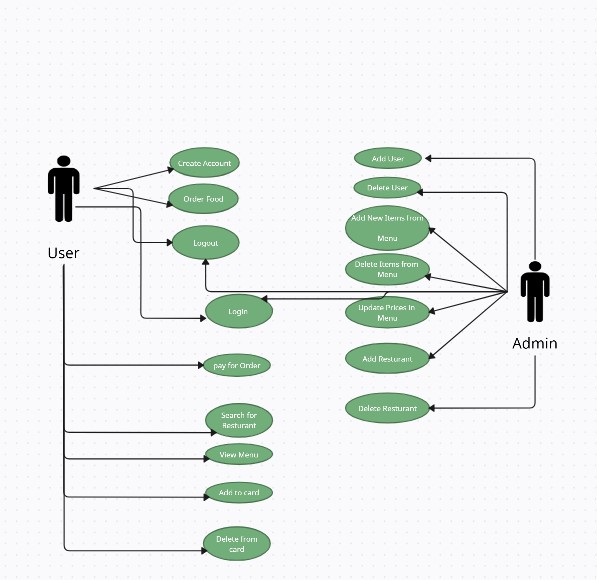 Create Account
Order Food
Logout
User
Login
pay for Order
Search for
Resturant
View Menu
Add to card
Delete from
card
Add User
Delete User
Add New Items from
Menu
Delete Items from
Menu
Update Prices in
Menu
Add Resturant
Delete Resturant
Admin